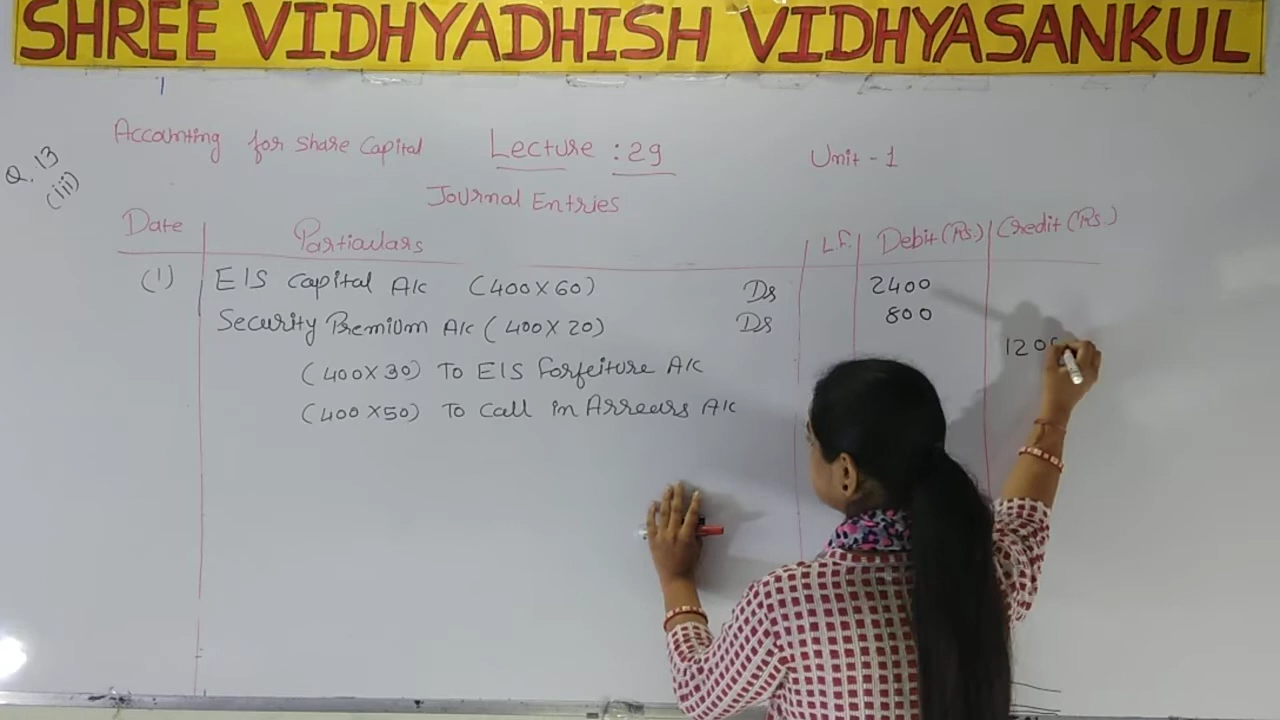 SHREE VIDHYADHISH VIDHYASANKUL
Q. 13
(iii)
Accounting for share Capital Lecture : 29 Unit - 1
Journal Entries
Date Particulars L.f. Debit (Rs.) Credit (Rs.)
(1) E/S Capital A/c (400 X 60) Dr 2400
Security Premium A/c (400 X 20) Dr 800
(400 X 30) To E/S forfeiture A/c
(400 X 50) To Call in Arrears A/c